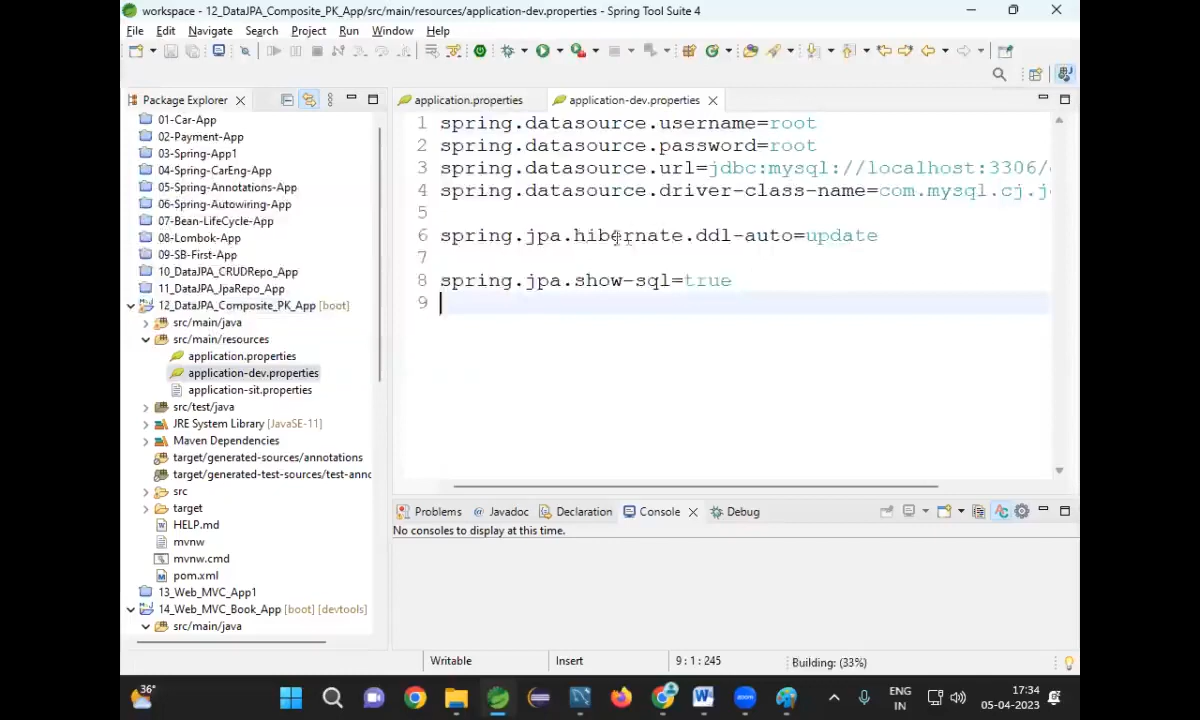 workspace - 12_DataJPA_Composite_PK_App/src/main/resources/application-dev.properties - Spring Tool Suite 4
File Edit Navigate Search Project Run Window Help
Package Explorer
01-Car-App
02-Payment-App
03-Spring-App1
04-Spring-CarEng-App
05-Spring-Annotations-App
06-Spring-Autowiring-App
07-Bean-LifeCycle-App
08-Lombok-App
09-SB-First-App
10_DataJPA_CRUDRepo_App
11_DataJPA_JpaRepo_App
12_DataJPA_Composite_PK_App [boot]
src/main/java
src/main/resources
application.properties
application-dev.properties
application-sit.properties
src/test/java
JRE System Library [JavaSE-11]
Maven Dependencies
target/generated-sources/annotations
target/generated-test-sources/test-anno
src
target
HELP.md
mvnw
mvnw.cmd
pom.xml
13_Web_MVC_App1
14_Web_MVC_Book_App [boot] [devtools]
src/main/java
application.properties application-dev.properties
1 spring.datasource.username=root
2 spring.datasource.password=root
3 spring.datasource.url=jdbc:mysql://localhost:3306/
4 spring.datasource.driver-class-name=com.mysql.cj.j
5
6 spring.jpa.hibernate.ddl-auto=update
7
8 spring.jpa.show-sql=true
9
Problems @ Javadoc Declaration Console Debug
No consoles to display at this time.
Writable Insert 9 : 1 : 245 Building: (33%)
36°
ENG
IN
17:34
05-04-2023